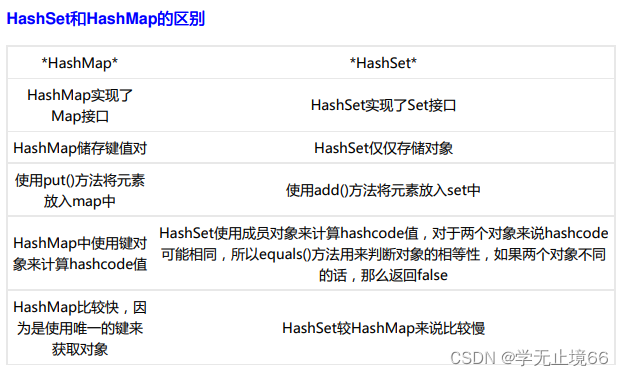 HashSet和HashMap的区别
*HashMap*
*HashSet*
HashMap实现了
Map接口
HashSet实现了Set接口
HashMap储存键值对
HashSet仅仅存储对象
使用put()方法将元素
放入map中
使用add()方法将元素放入set中
HashMap中使用键对
象来计算hashcode值
HashSet使用成员对象来计算hashcode值，对于两个对象来说hashcode
可能相同，所以equals()方法用来判断对象的相等性，如果两个对象不同
的话，那么返回false
HashMap比较快，因
为是使用唯一的键来
获取对象
HashSet较HashMap来说比较慢
CSDN @学无止境66